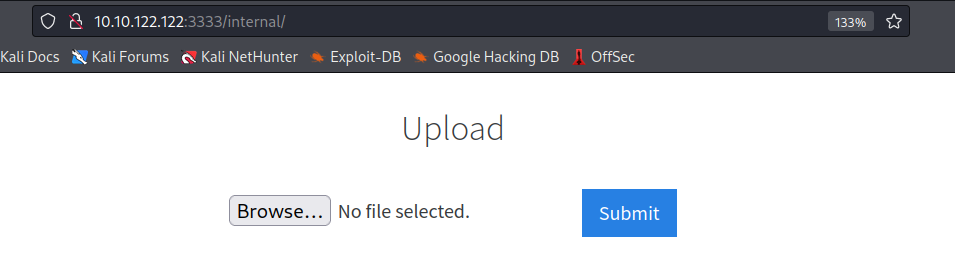 10.10.122.122:3333/internal/ 133%
Kali Docs Kali Forums Kali NetHunter Exploit-DB Google Hacking DB OffSec
Upload
Browse... No file selected. Submit